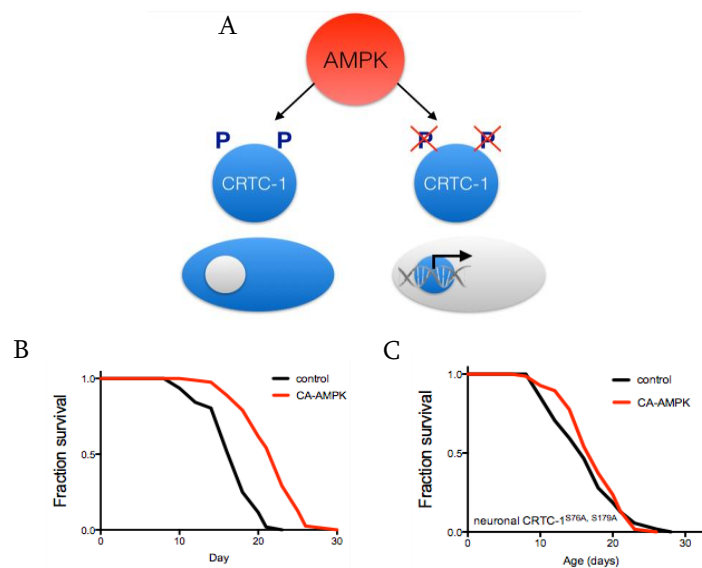 A
AMPK
P P P P
CRTC-1 CRTC-1
B
C
control
CA-AMPK
Fraction survival
1.0
0.5
0.0
0 10 20 30
Day
control
CA-AMPK
Fraction survival
1.0
0.5
0.0
neuronal CRTC-1S76A, S179A
0 10 20 30
Age (days)